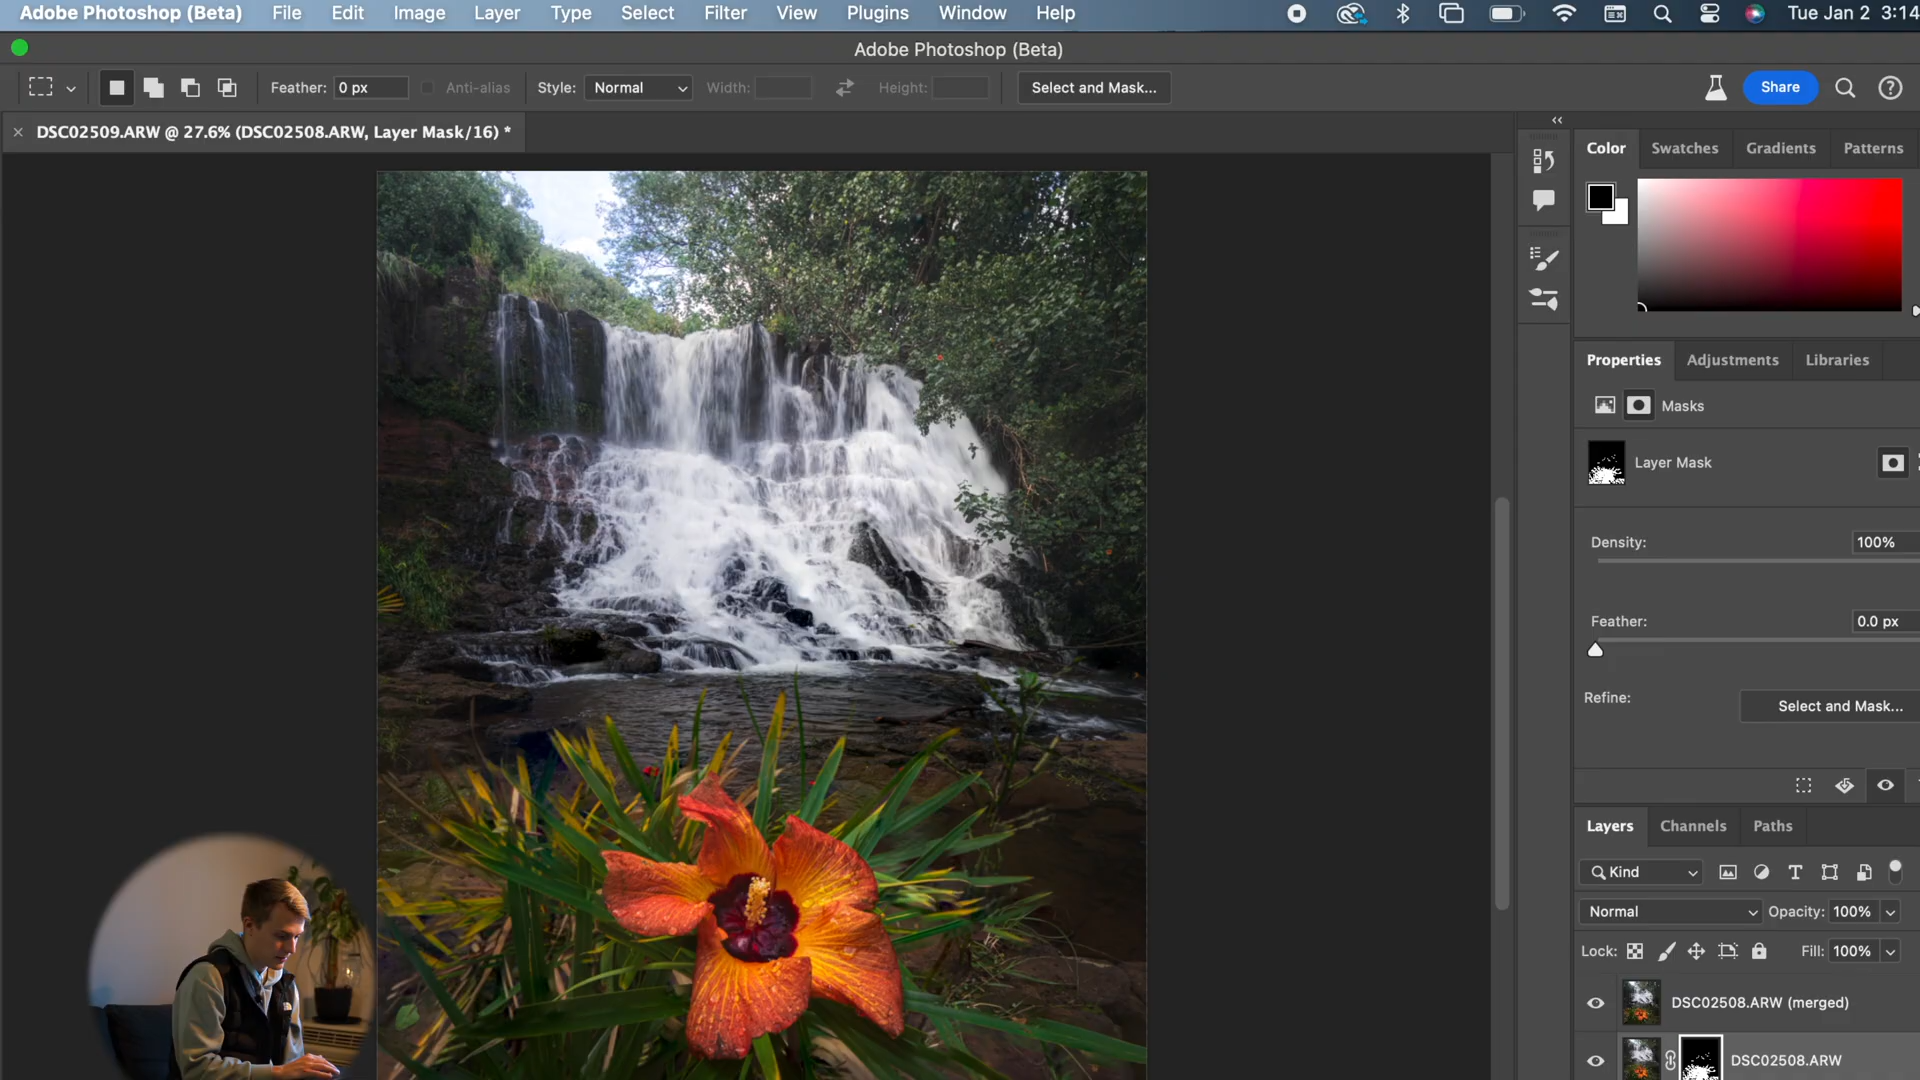 Adobe Photoshop (Beta) File Edit Image Layer Type Select Filter View Plugins Window Help Tue Jan 2 3:14
Adobe Photoshop (Beta)
Feather: 0 px Anti-alias Style: Normal Width: Height: Select and Mask... Share
DSC02509.ARW @ 27.6% (DSC02508.ARW, Layer Mask/16) *
Color Swatches Gradients Patterns
Properties Adjustments Libraries
Masks
Layer Mask
Density: 100%
Feather: 0.0 px
Refine: Select and Mask...
Layers Channels Paths
Kind
Normal Opacity: 100%
Lock: Fill: 100%
DSC02508.ARW (merged)
DSC02508.ARW